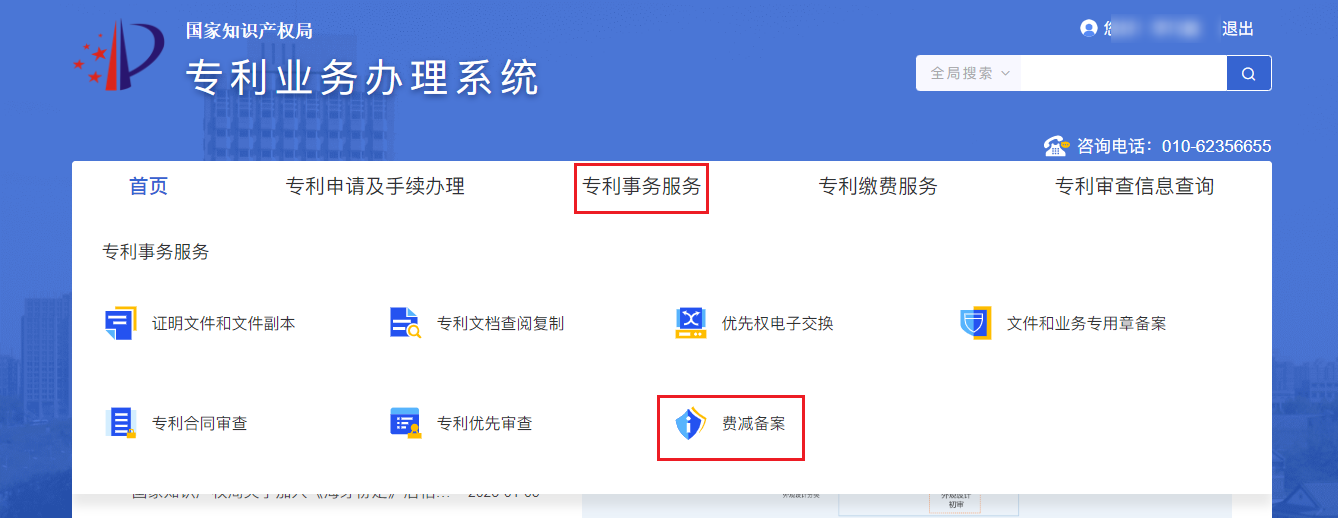 国家知识产权局
专利业务办理系统
退出
全局搜索
咨询电话：010-62356655
首页 专利申请及手续办理 专利事务服务 专利缴费服务 专利审查信息查询
专利事务服务
证明文件和文件副本 专利文档查阅复制 优先权电子交换 文件和业务专用章备案
专利合同审查 专利优先审查 费减备案
外观设计
初审